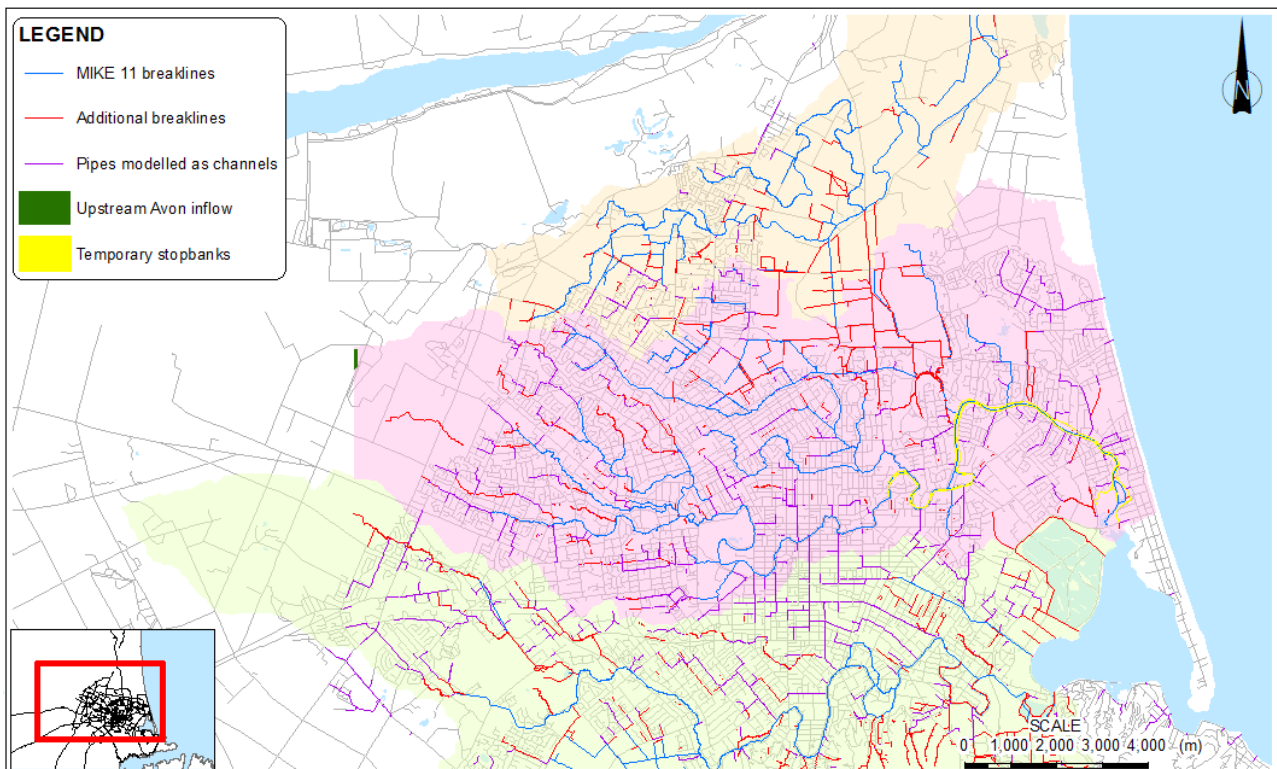 LEGEND
MIKE 11 breaklines
Additional breaklines
Pipes modelled as channels
Upstream Avon inflow
Temporary stopbanks
N
SCALE
0 1,000 2,000 3,000 4,000 (m)